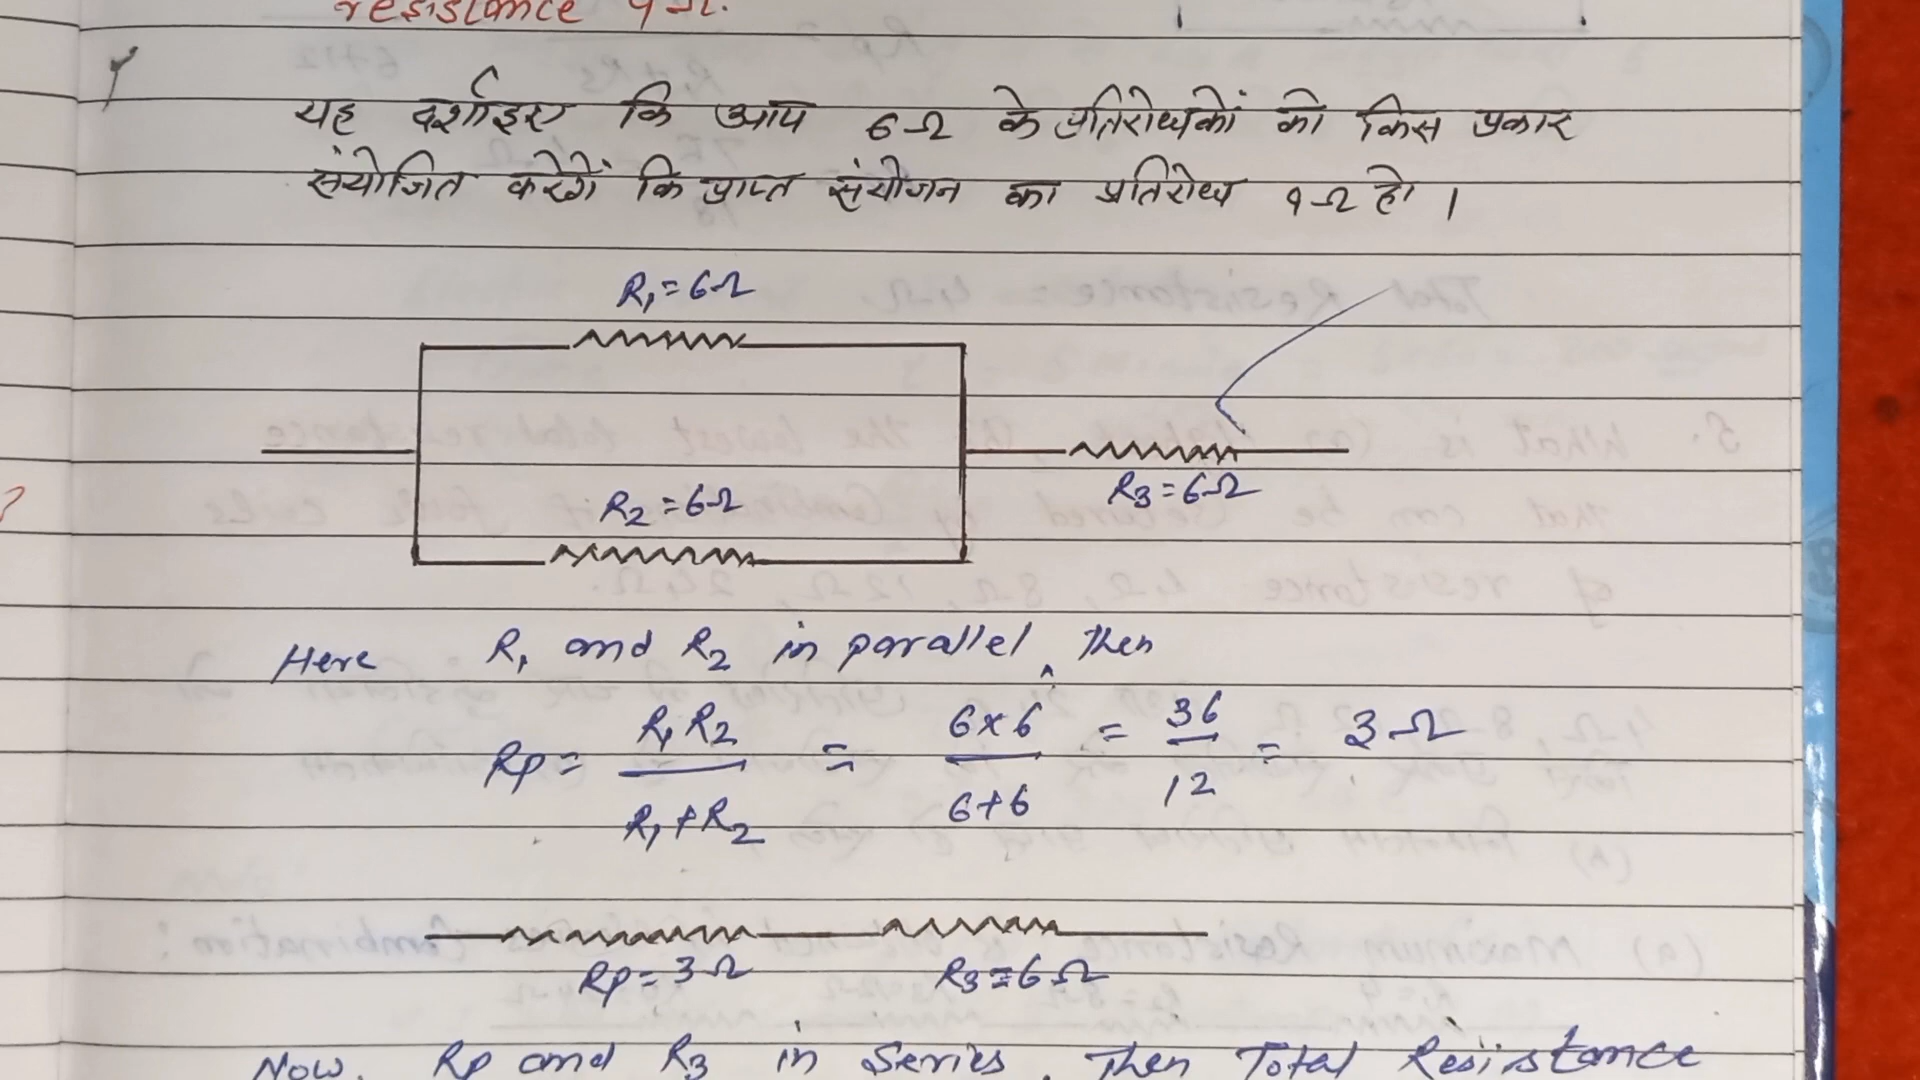 resistance 9Ω.
यह दर्शाइए कि आप 6Ω के प्रतिरोधकों को किस प्रकार
संयोजित करेगें कि प्राप्त संयोजन का प्रतिरोध 9Ω हो ।
R₁=6Ω
R₂=6Ω
R₃=6Ω
Here R₁ and R₂ in parallel, Then
Rp = R₁R₂ / R₁+R₂ = 6×6 / 6+6 = 36 / 12 = 3Ω
Rp=3Ω R₃=6Ω
Now, Rp and R₃ in Series, Then Total Resistance